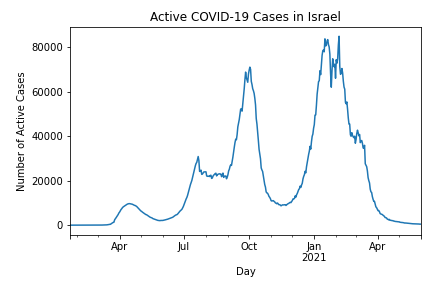 Active COVID-19 Cases in Israel
Number of Active Cases
80000
60000
40000
20000
0
Apr Jul Oct Jan Apr
2021
Day